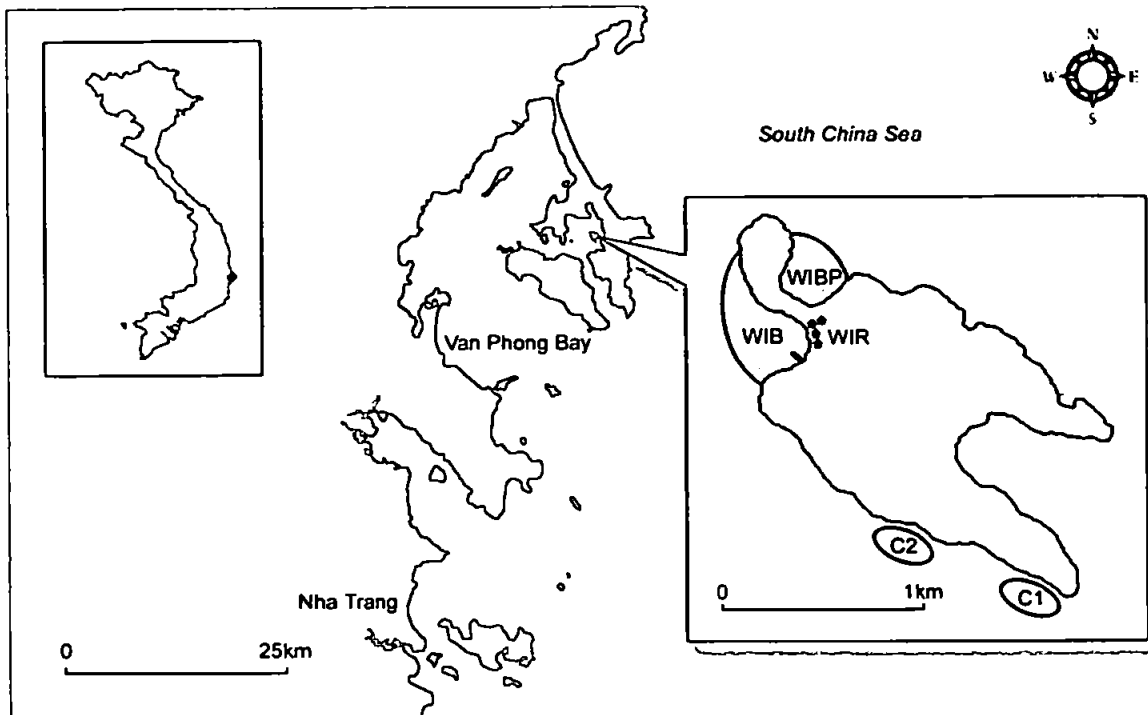 N
W E
S
South China Sea
WIBP
WIB WIR
Van Phong Bay
C2
0 1km
C1
Nha Trang
0 25km